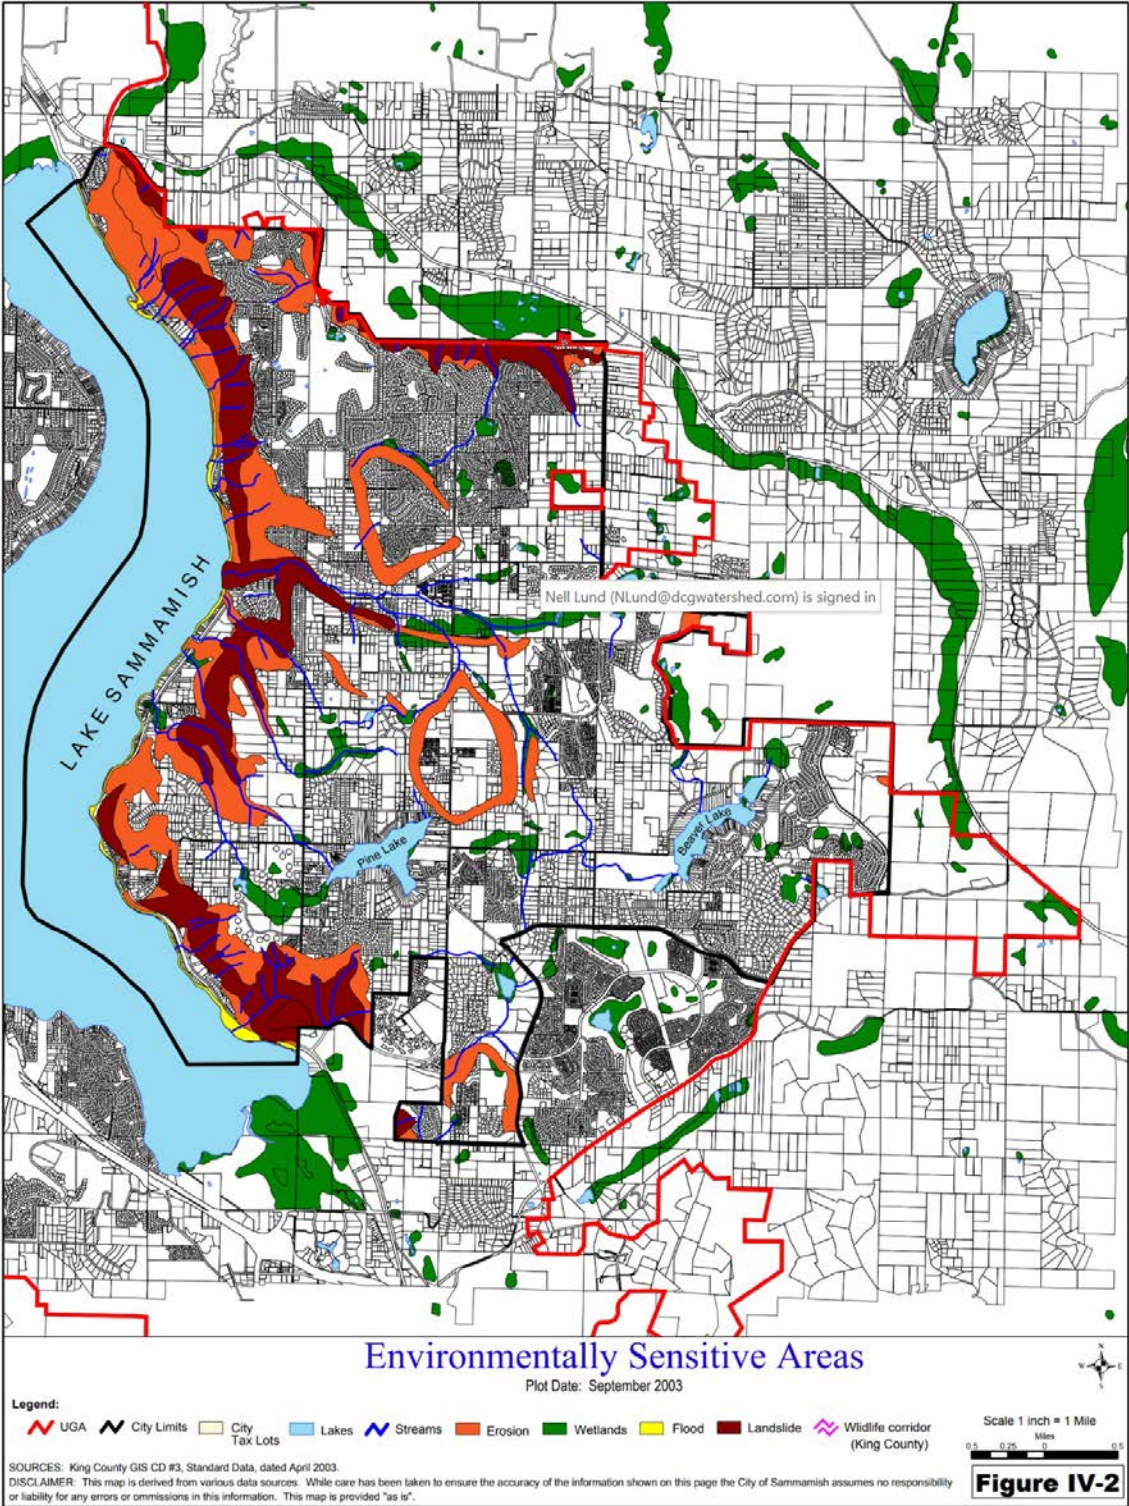 Nell Lund (NLund@dcgwatershed.com) is signed in
LAKE SAMMAMISH
Pine Lake
Beaver Lake
Environmentally Sensitive Areas
Plot Date: September 2003
N
W E
S
Legend:
UGA
City Limits
City
Tax Lots
Lakes
Streams
Erosion
Wetlands
Flood
Landslide
Wildlife corridor
(King County)
Scale 1 inch = 1 Mile
Miles
0.5 0.25 0 0.5
SOURCES: King County GIS CD #3, Standard Data, dated April 2003.
DISCLAIMER: This map is derived from various data sources. While care has been taken to ensure the accuracy of the information shown on this page the City of Sammamish assumes no responsibility
or liability for any errors or ommissions in this information. This map is provided "as is".
Figure IV-2